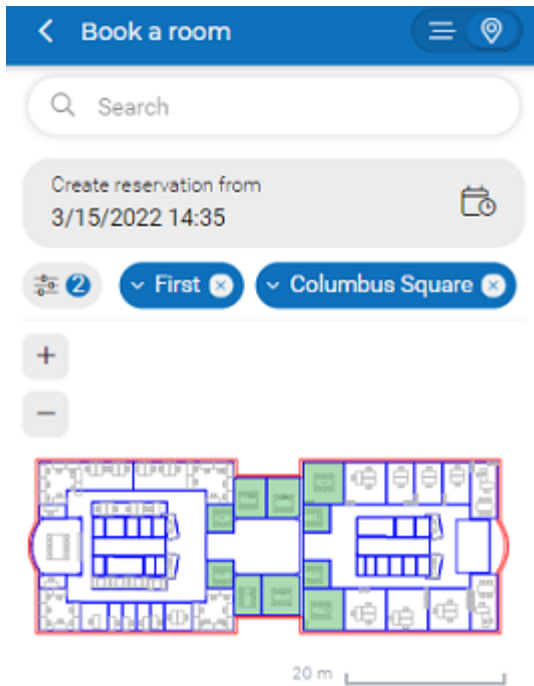 Book a room
Search
Create reservation from
3/15/2022 14:35
2 First Columbus Square
+
−
20 m